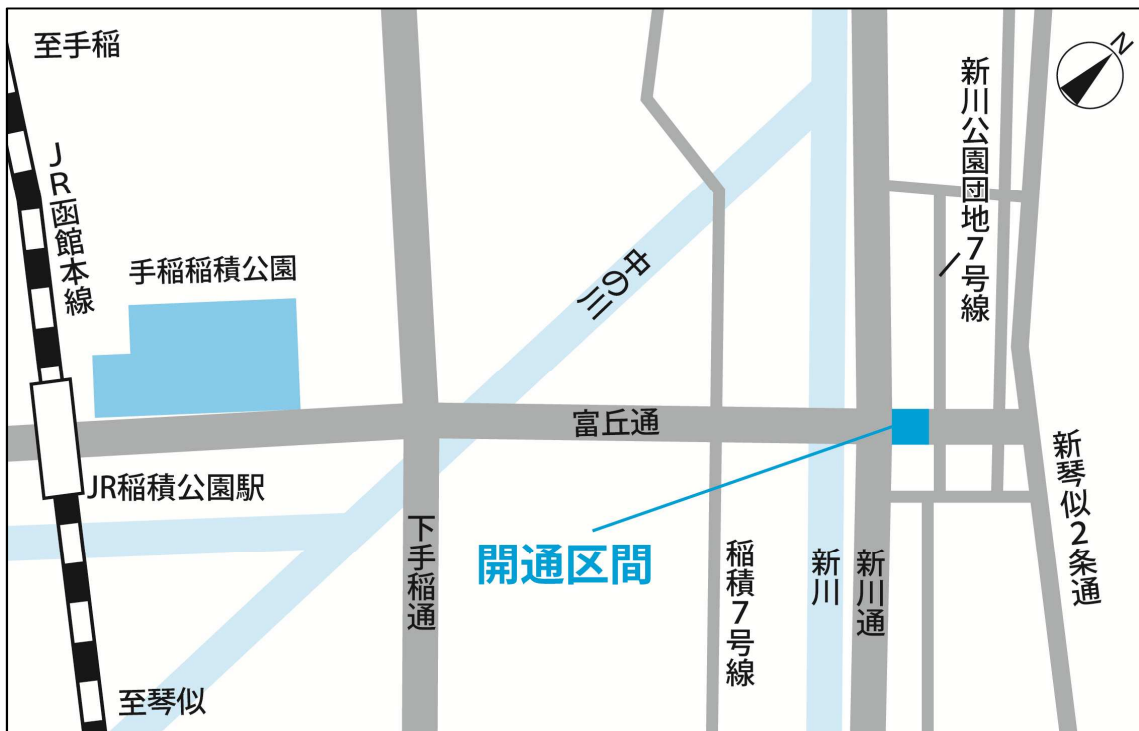 至手稲
N
JR函館本線
手稲稲積公園
新川公園団地7号線
中の川
富丘通
JR稲積公園駅
下手稲通
開通区間
稲積7号線
新川
新川通
新琴似2条通
至琴似